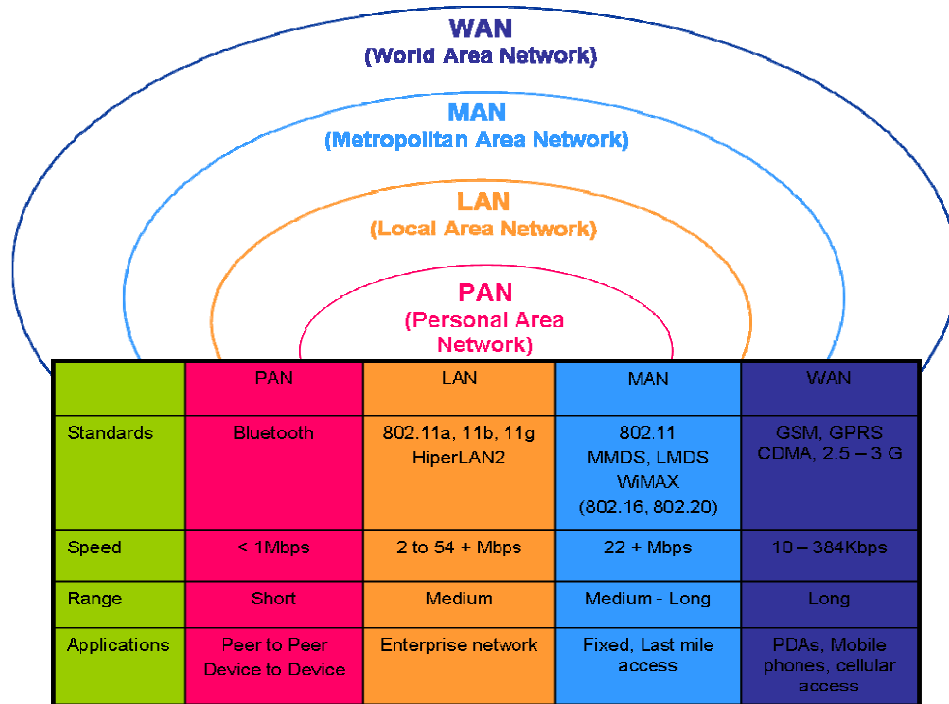 WAN
(World Area Network)
MAN
(Metropolitan Area Network)
LAN
(Local Area Network)
PAN
(Personal Area
Network)
PAN LAN MAN WAN
Standards Bluetooth 802.11a, 11b, 11g 802.11 GSM, GPRS
HiperLAN2 MMDS, LMDS CDMA, 2.5 – 3 G
WiMAX
(802.16, 802.20)
Speed < 1Mbps 2 to 54 + Mbps 22 + Mbps 10 – 384Kbps
Range Short Medium Medium - Long Long
Applications Peer to Peer Enterprise network Fixed, Last mile PDAs, Mobile
Device to Device access phones, cellular
access